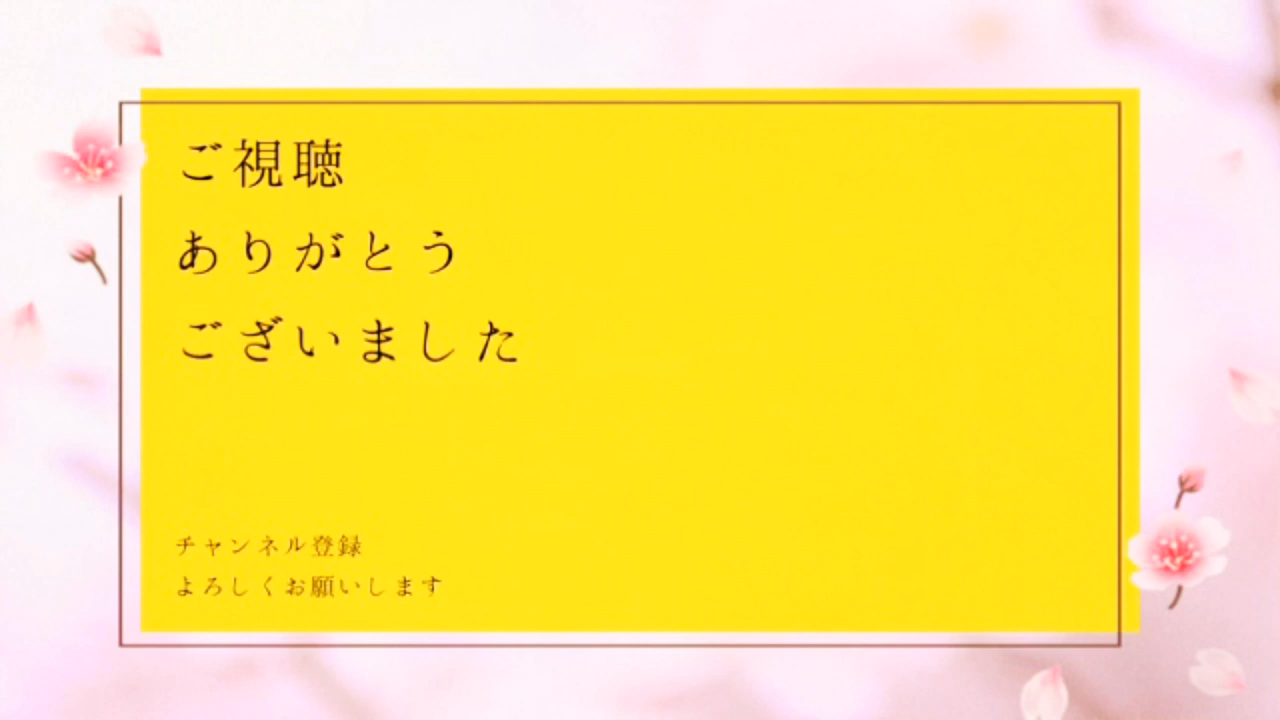 ご視聴
ありがとう
ございました
チャンネル登録
よろしくお願いします